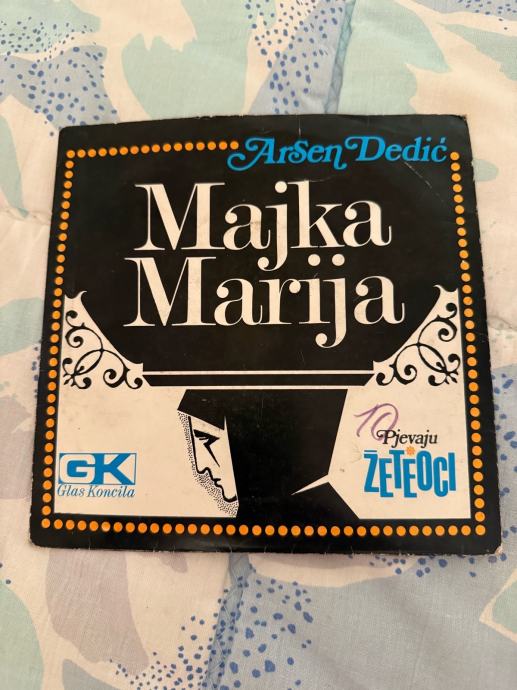 Arsen Dedić
Majka
Marija
10
Pjevaju
ŽETEOCI
GK
Glas Koncila